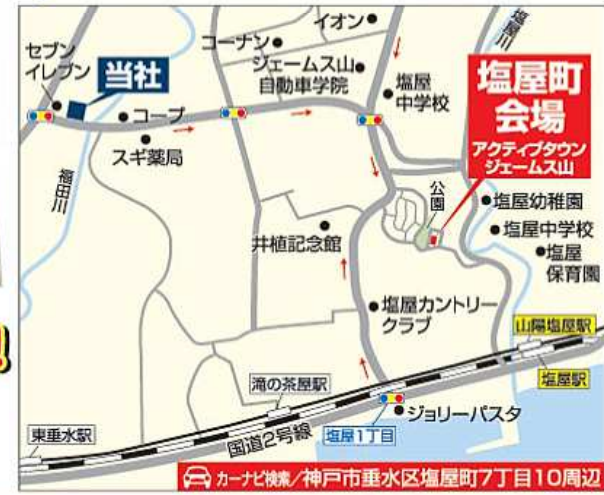 イオン
塩屋川
コーナン
セブン
イレブン
当社
ジェームス山
自動車学院
塩屋
中学校
塩屋町
会場
アクティブタウン
ジェームス山
コープ
スギ薬局
福田川
公園
塩屋幼稚園
塩屋中学校
塩屋
保育園
井植記念館
塩屋カントリー
クラブ
山陽塩屋駅
塩屋駅
滝の茶屋駅
ジョリーパスタ
塩屋1丁目
東垂水駅
国道2号線
カーナビ検索/神戸市垂水区塩屋町7丁目10周辺